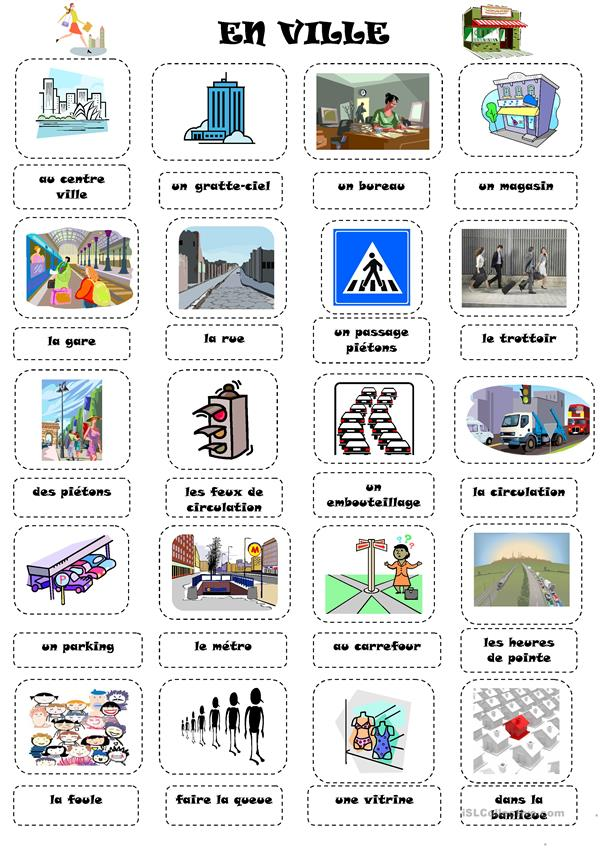 EN VILLE
au centre
ville
un gratte-ciel
un bureau
un magasin
la gare
la rue
un passage
piétons
le trottoir
des piétons
les feux de
circulation
un
embouteillage
la circulation
P
M
? ? ?
un parking
le métro
au carrefour
les heures
de pointe
la foule
faire la queue
une vitrine
dans la
banlieue
iSLCollective.com